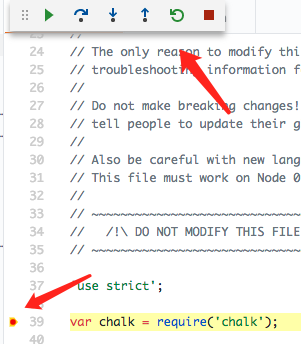 23 //
24 // The only reason to modify thi
25 // troubleshooting information f
26 //
27 // Do not make breaking changes!
28 // tell people to update their g
29 //
30 // Also be careful with new lang
31 // This file must work on Node 0
32 //
33 // ~~~~~~~~~~~~~~~~~~~~~~~~~~~~~
34 //   /!\ DO NOT MODIFY THIS FILE
35 // ~~~~~~~~~~~~~~~~~~~~~~~~~~~~~
36
37 'use strict';
38
39 var chalk = require('chalk');
40